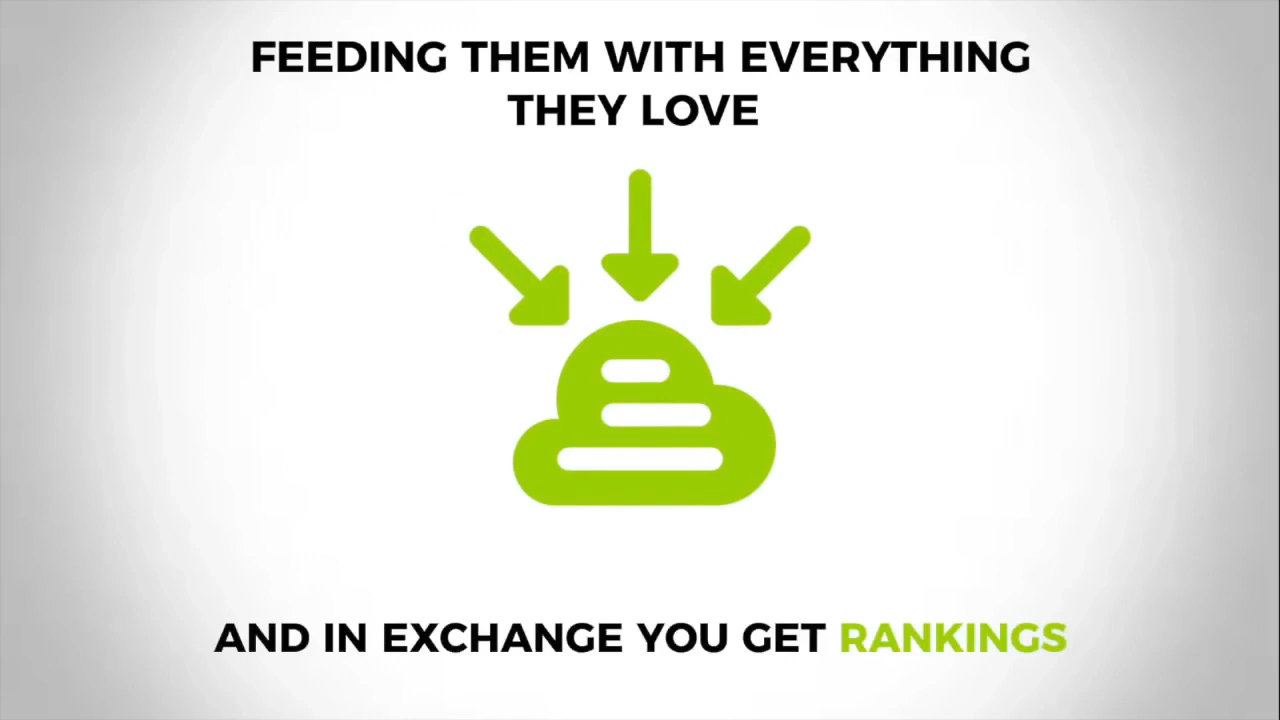 FEEDING THEM WITH EVERYTHING
THEY LOVE
AND IN EXCHANGE YOU GET RANKINGS